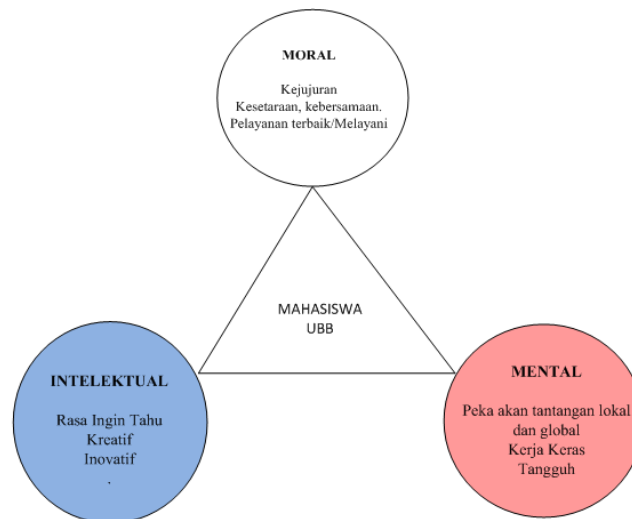 MORAL
Kejujuran
Kesetaraan, kebersamaan.
Pelayanan terbaik/Melayani
MAHASISWA
UBB
INTELEKTUAL
Rasa Ingin Tahu
Kreatif
Inovatif
.
MENTAL
Peka akan tantangan lokal
dan global
Kerja Keras
Tangguh